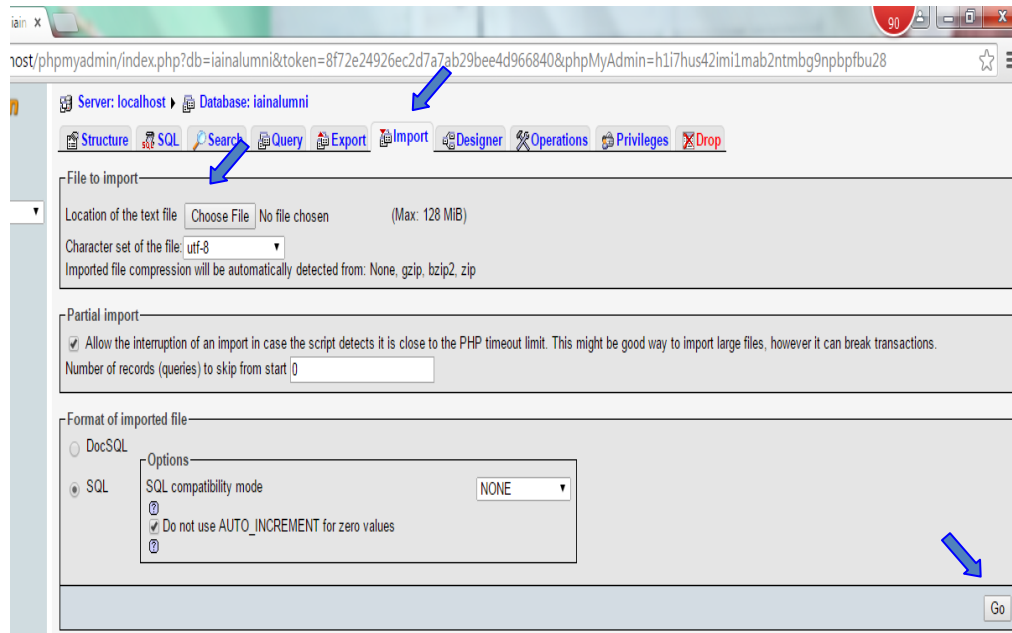 iain x
90
host/phpmyadmin/index.php?db=iainalumni&token=8f72e24926ec2d7a7ab29bee4d966840&phpMyAdmin=h1i7hus42imi1mab2ntmbg9npbpfbu28
Server: localhost ▸ Database: iainalumni
Structure SQL Search Query Export Import Designer Operations Privileges Drop
File to import
Location of the text file Choose File No file chosen (Max: 128 MiB)
Character set of the file: utf-8
Imported file compression will be automatically detected from: None, gzip, bzip2, zip
Partial import
Allow the interruption of an import in case the script detects it is close to the PHP timeout limit. This might be good way to import large files, however it can break transactions.
Number of records (queries) to skip from start 0
Format of imported file
DocSQL
Options
SQL SQL compatibility mode NONE
Do not use AUTO_INCREMENT for zero values
Go